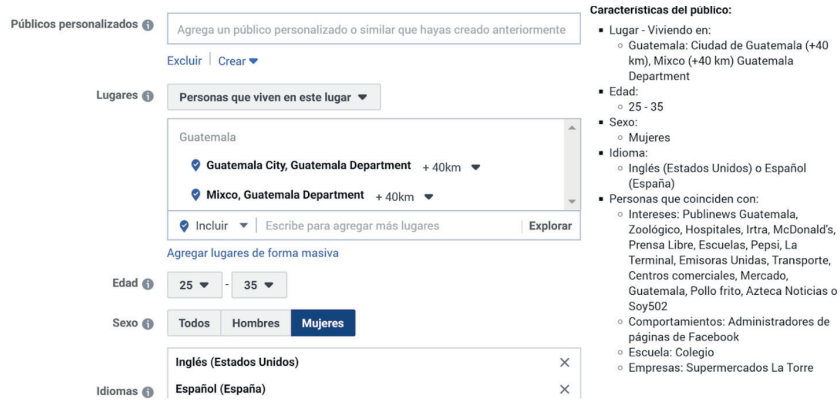 Públicos personalizados
Agrega un público personalizado o similar que hayas creado anteriormente
Excluir | Crear
Lugares
Personas que viven en este lugar
Guatemala
Guatemala City, Guatemala Department + 40km
Mixco, Guatemala Department + 40km
Incluir | Escribe para agregar más lugares Explorar
Agregar lugares de forma masiva
Edad 25 - 35
Sexo Todos Hombres Mujeres
Inglés (Estados Unidos)
Idiomas Español (España)
Características del público:
Lugar - Viviendo en:
Guatemala: Ciudad de Guatemala (+40
km), Mixco (+40 km) Guatemala
Department
Edad:
25 - 35
Sexo:
Mujeres
Idioma:
Inglés (Estados Unidos) o Español
(España)
Personas que coinciden con:
Intereses: Publinews Guatemala,
Zoológico, Hospitales, Irtra, McDonald's,
Prensa Libre, Escuelas, Pepsi, La
Terminal, Emisoras Unidas, Transporte,
Centros comerciales, Mercado,
Guatemala, Pollo frito, Azteca Noticias o
Soy502
Comportamientos: Administradores de
páginas de Facebook
Escuela: Colegio
Empresas: Supermercados La Torre